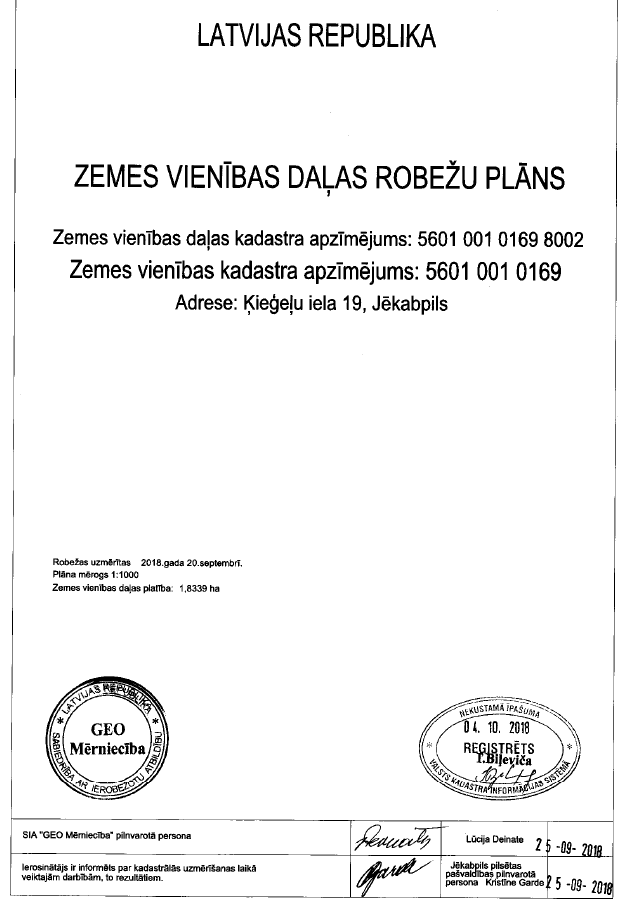 LATVIJAS REPUBLIKA
ZEMES VIENĪBAS DAĻAS ROBEŽU PLĀNS
Zemes vienības daļas kadastra apzīmējums: 5601 001 0169 8002
Zemes vienības kadastra apzīmējums: 5601 001 0169
Adrese: Ķieģeļu iela 19, Jēkabpils
Robežas uzmērītas 2018.gada 20.septembrī.
Plāna mērogs 1:1000
Zemes vienības daļas platība: 1,8339 ha
* LATVIJAS REPUBLIKA *
GEO
Mērniecība
SABIEDRĪBA AR IEROBEŽOTU ATBILDĪBU
NEKUSTAMĀ ĪPAŠUMA
04. 10. 2018
REĢISTRĒTS
I.Biļeviča
* VALSTS KADASTRA INFORMĀCIJAS SISTĒMĀ *
SIA "GEO Mērniecība" pilnvarotā persona
Lūcija Deinate 25 -09- 2018
Ierosinātājs ir informēts par kadastrālās uzmērīšanas laikā
veiktajām darbībām, to rezultātiem.
Jēkabpils pilsētas
pašvaldības pilnvarotā
persona Kristīne Garde 25 -09- 2018